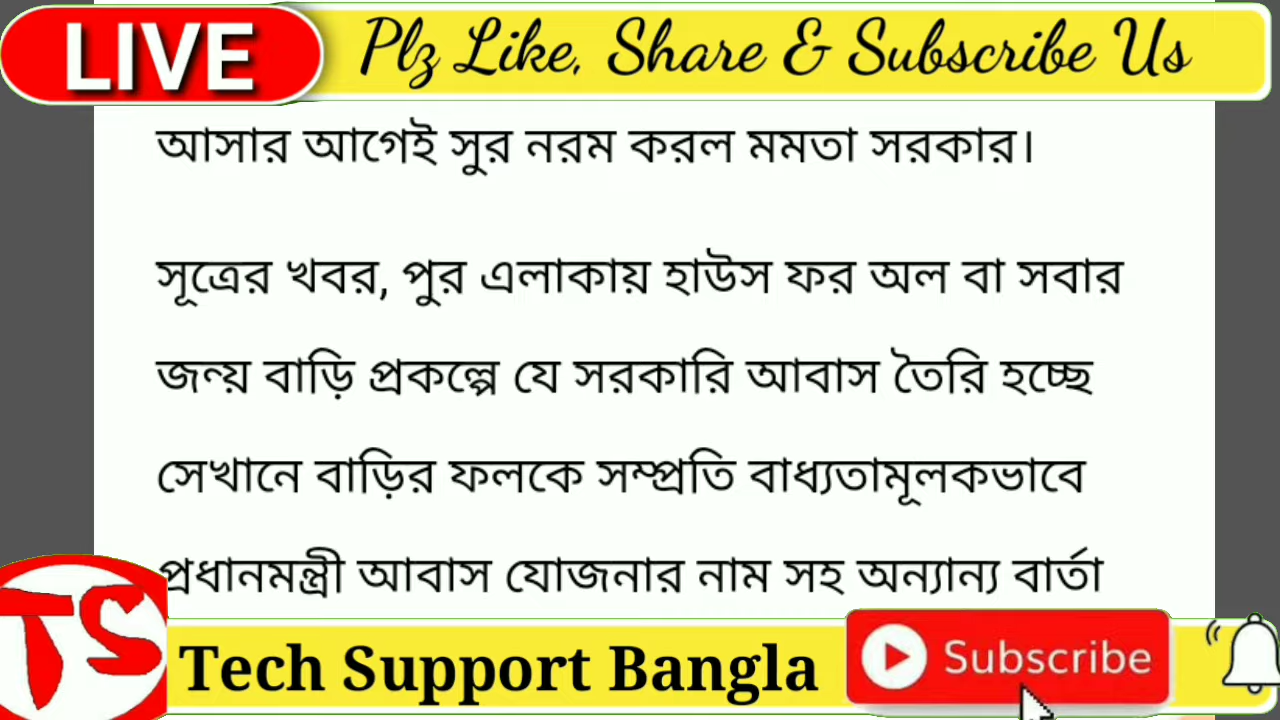 LIVE
Plz Like, Share & Subscribe Us
আসার আগেই সুর নরম করল মমতা সরকার।
সূত্রের খবর, পুর এলাকায় হাউস ফর অল বা সবার
জন্য় বাড়ি প্রকল্পে যে সরকারি আবাস তৈরি হচ্ছে
সেখানে বাড়ির ফলকে সম্প্রতি বাধ্যতামূলকভাবে
প্রধানমন্ত্রী আবাস যোজনার নাম সহ অন্যান্য বার্তা
TS
Tech Support Bangla
Subscribe